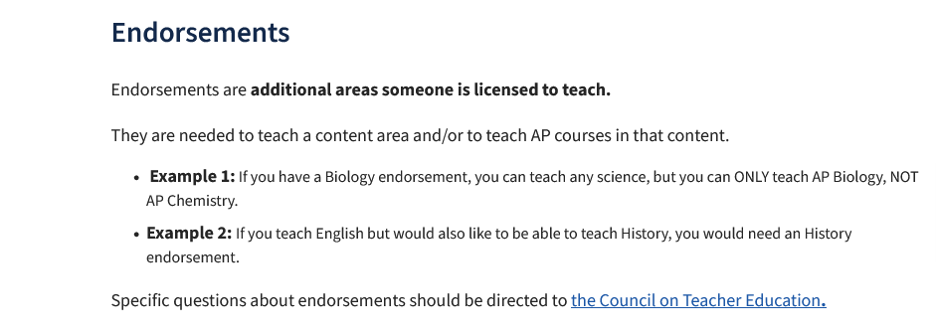 Endorsements
Endorsements are additional areas someone is licensed to teach.
They are needed to teach a content area and/or to teach AP courses in that content.
• Example 1: If you have a Biology endorsement, you can teach any science, but you can ONLY teach AP Biology, NOT
AP Chemistry.
• Example 2: If you teach English but would also like to be able to teach History, you would need an History
endorsement.
Specific questions about endorsements should be directed to the Council on Teacher Education.